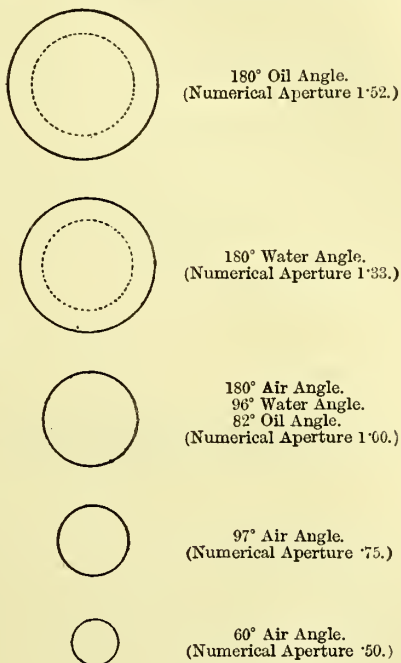 180° Oil Angle.
(Numerical Aperture 1·52.)
180° Water Angle.
(Numerical Aperture 1·33.)
180° Air Angle.
96° Water Angle.
82° Oil Angle.
(Numerical Aperture 1·00.)
97° Air Angle.
(Numerical Aperture ·75.)
60° Air Angle.
(Numerical Aperture ·50.)